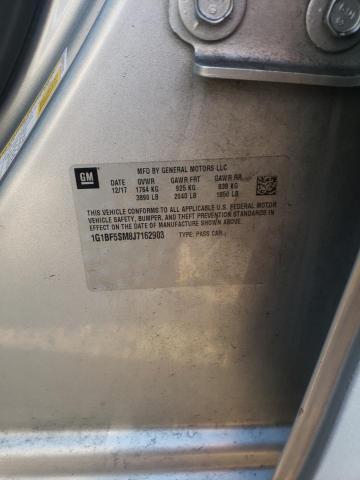 GM
MFD BY GENERAL MOTORS LLC
DATE GVWR GAWR FRT GAWR RR
12/17 1764 KG 925 KG 839 KG
3890 LB 2040 LB 1850 LB
THIS VEHICLE CONFORMS TO ALL APPLICABLE U.S. FEDERAL MOTOR
VEHICLE SAFETY, BUMPER, AND THEFT PREVENTION STANDARDS
IN EFFECT ON THE DATE OF MANUFACTURE SHOWN ABOVE.
1G1BF5SM8J7162903 TYPE: PASS CAR